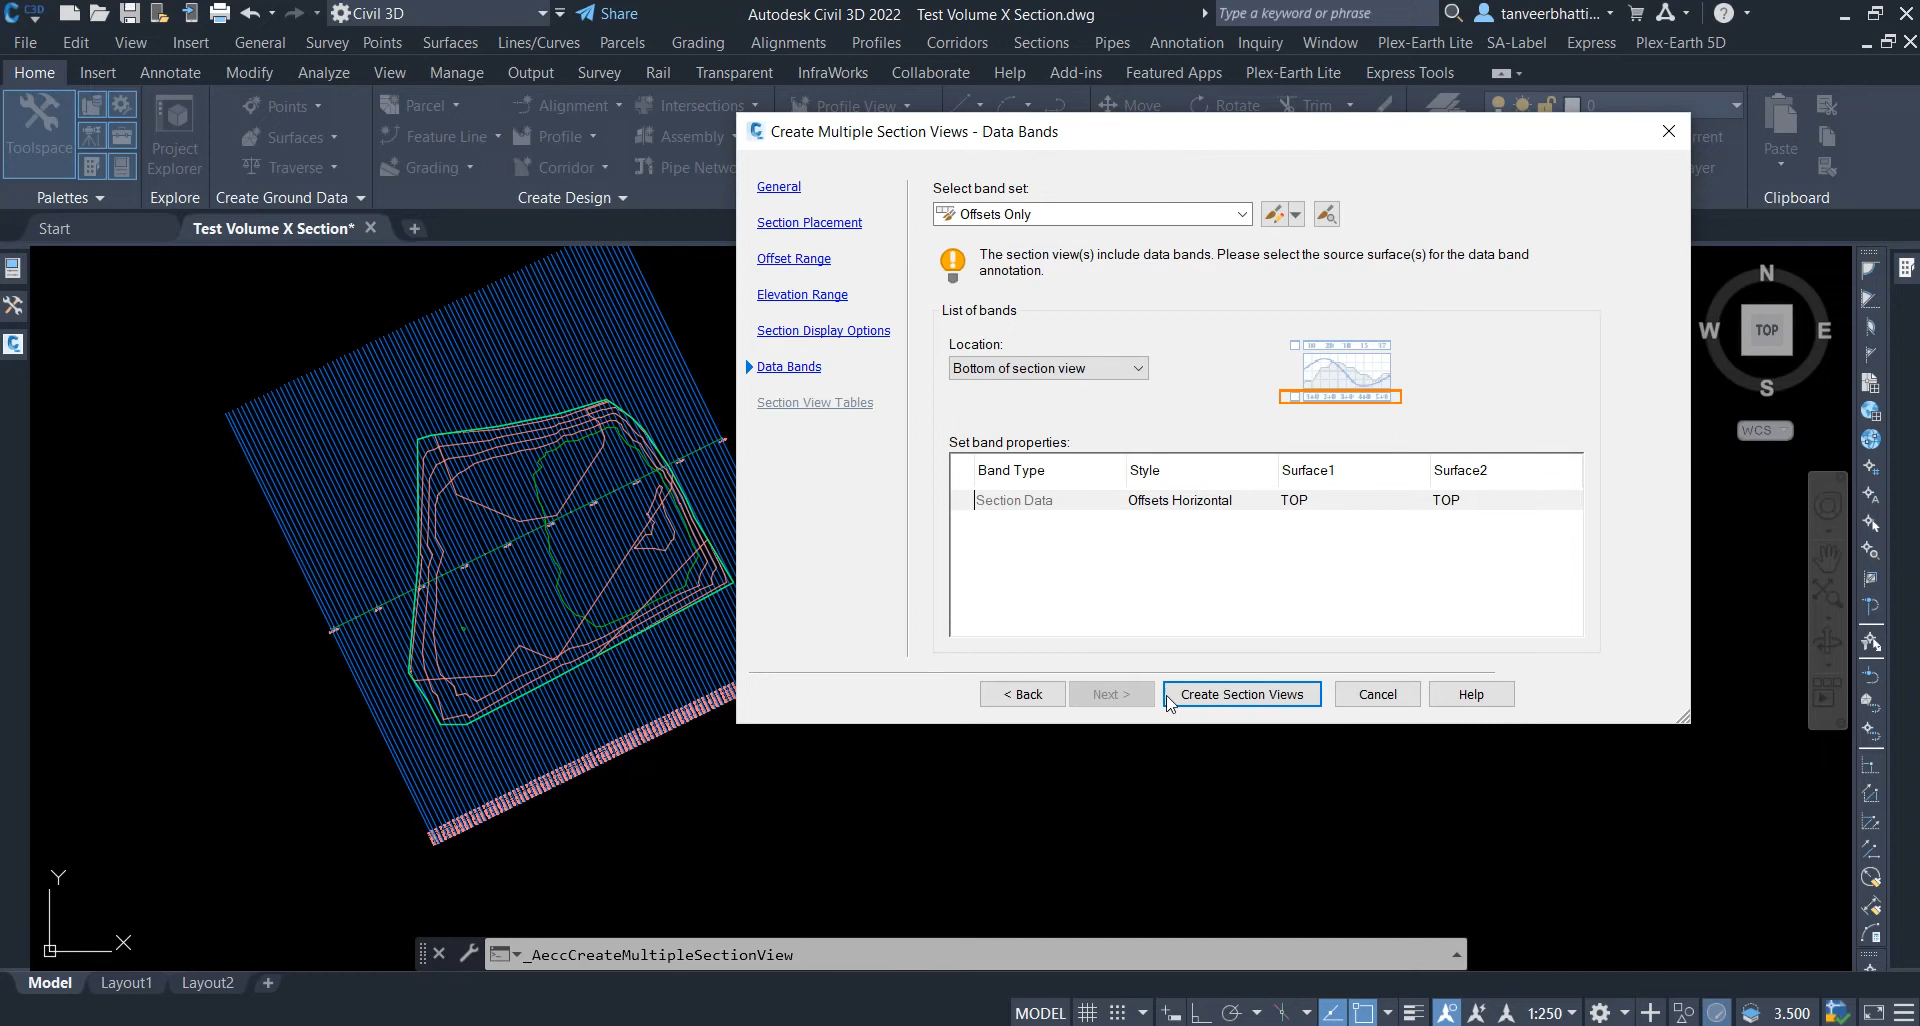 C3D
Civil 3D
Share
Autodesk Civil 3D 2022 Test Volume X Section.dwg
Type a keyword or phrase
tanveerbhatti...
File Edit View Insert General Survey Points Surfaces Lines/Curves Parcels Grading Alignments Profiles Corridors Sections Pipes Annotation Inquiry Window Plex-Earth Lite SA-Label Express Plex-Earth 5D
Home Insert Annotate Modify Analyze View Manage Output Survey Rail Transparent InfraWorks Collaborate Help Add-ins Featured Apps Plex-Earth Lite Express Tools
Points Parcel Alignment Intersections Profile View Move Rotate Trim 0
Toolspace Project Explorer Surfaces Feature Line Profile Assembly Paste
Traverse Grading Corridor Pipe Netwo
Palettes Explore Create Ground Data Create Design Clipboard
Start Test Volume X Section*
Create Multiple Section Views - Data Bands
General
Section Placement
Offset Range
Elevation Range
Section Display Options
Data Bands
Section View Tables
Select band set:
Offsets Only
The section view(s) include data bands. Please select the source surface(s) for the data band
annotation.
List of bands
Location:
Bottom of section view
Set band properties:
Band Type Style Surface1 Surface2
Section Data Offsets Horizontal TOP TOP
< Back Next > Create Section Views Cancel Help
N
W TOP E
S
WCS
Y
X
_AeccCreateMultipleSectionView
Model Layout1 Layout2
MODEL 1:250 3.500